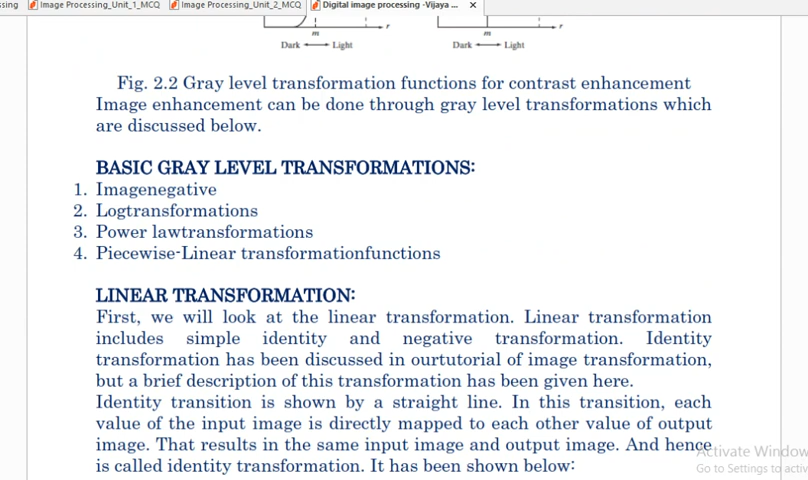 ssing
Image Processing_Unit_1_MCQ
Image Processing_Unit_2_MCQ
Digital image processing -Vijaya ...
r
r
m
m
Dark Light
Dark Light
Fig. 2.2 Gray level transformation functions for contrast enhancement
Image enhancement can be done through gray level transformations which
are discussed below.
BASIC GRAY LEVEL TRANSFORMATIONS:
1. Imagenegative
2. Logtransformations
3. Power lawtransformations
4. Piecewise-Linear transformationfunctions
LINEAR TRANSFORMATION:
First, we will look at the linear transformation. Linear transformation
includes simple identity and negative transformation. Identity
transformation has been discussed in ourtutorial of image transformation,
but a brief description of this transformation has been given here.
Identity transition is shown by a straight line. In this transition, each
value of the input image is directly mapped to each other value of output
image. That results in the same input image and output image. And hence
is called identity transformation. It has been shown below:
Activate Window
Go to Settings to activ